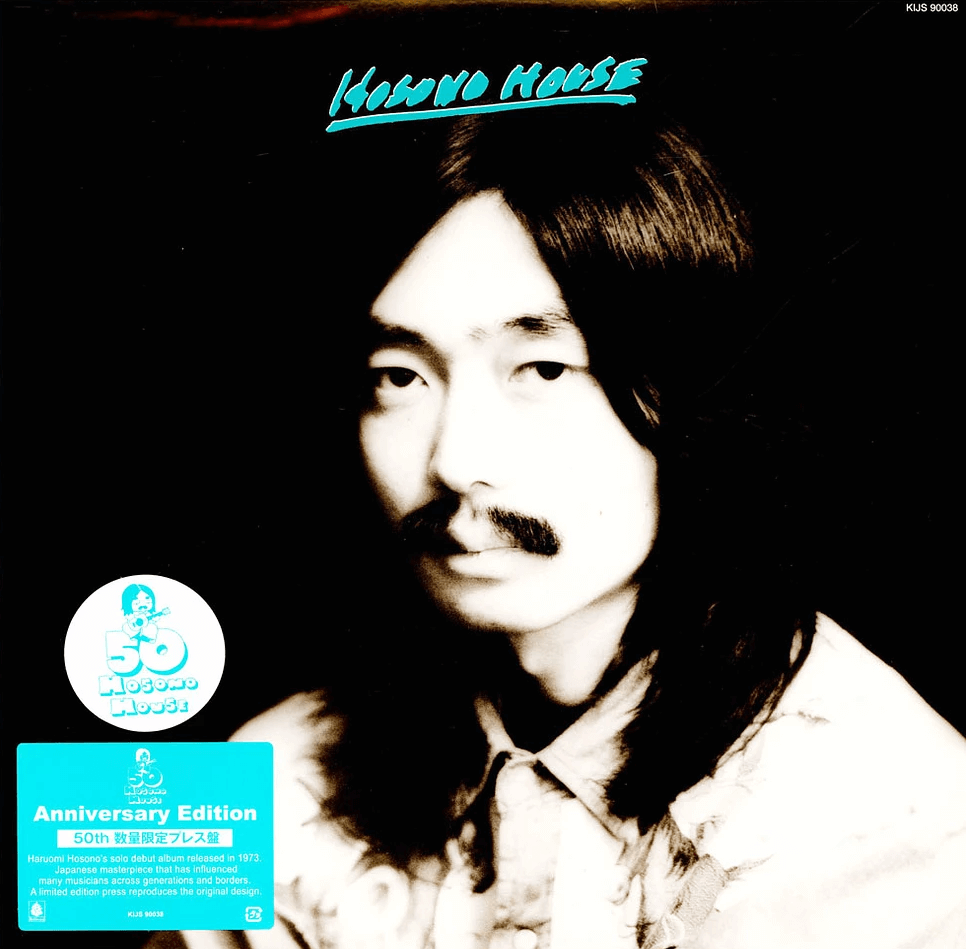 KIJS 90038
HOSONO HOUSE
50
HOSONO
HOUSE
50
HOSONO
HOUSE
Anniversary Edition
50th 数量限定プレス盤
Haruomi Hosono's solo debut album released in 1973.
Japanese masterpiece that has influenced
many musicians across generations and borders.
A limited edition press reproduces the original design.
KIJS 90038